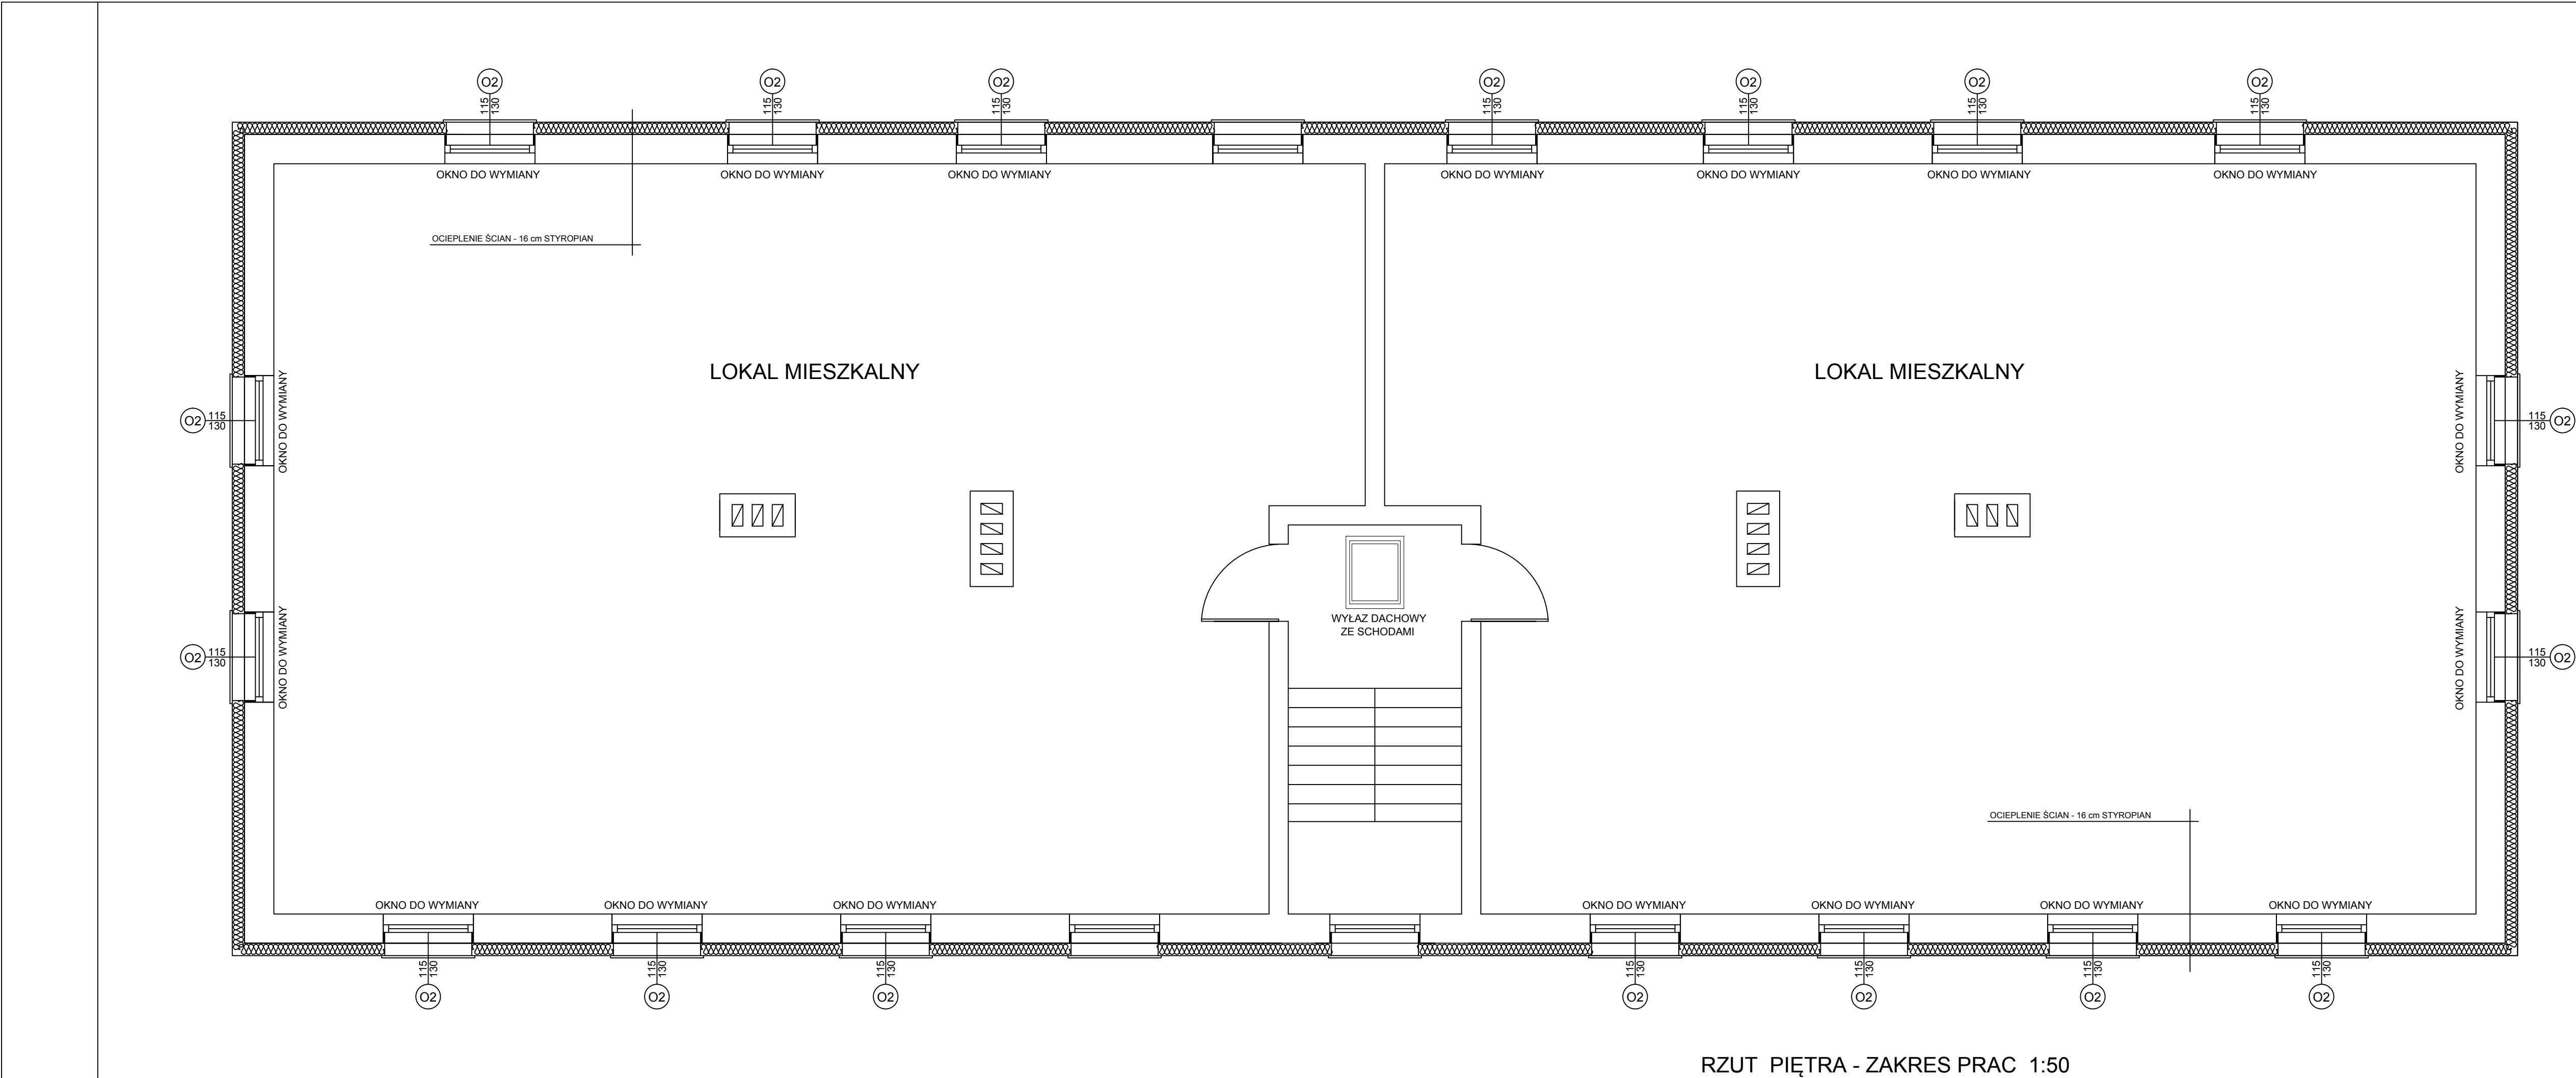 O2 O2 O2 O2 O2 O2 O2
115 115 115 115 115 115 115
130 130 130 130 130 130 130
OKNO DO WYMIANY OKNO DO WYMIANY OKNO DO WYMIANY OKNO DO WYMIANY OKNO DO WYMIANY OKNO DO WYMIANY OKNO DO WYMIANY
OCIEPLENIE ŚCIAN - 16 cm STYROPIAN
LOKAL MIESZKALNY LOKAL MIESZKALNY
O2 115 OKNO DO WYMIANY OKNO DO WYMIANY 115 O2
130 130
WYŁAZ DACHOWY
ZE SCHODAMI
O2 115 OKNO DO WYMIANY OKNO DO WYMIANY 115 O2
130 130
OCIEPLENIE ŚCIAN - 16 cm STYROPIAN
OKNO DO WYMIANY OKNO DO WYMIANY OKNO DO WYMIANY OKNO DO WYMIANY OKNO DO WYMIANY OKNO DO WYMIANY OKNO DO WYMIANY
115 115 115 115 115 115 115
130 130 130 130 130 130 130
O2 O2 O2 O2 O2 O2 O2
RZUT PIĘTRA - ZAKRES PRAC 1:50